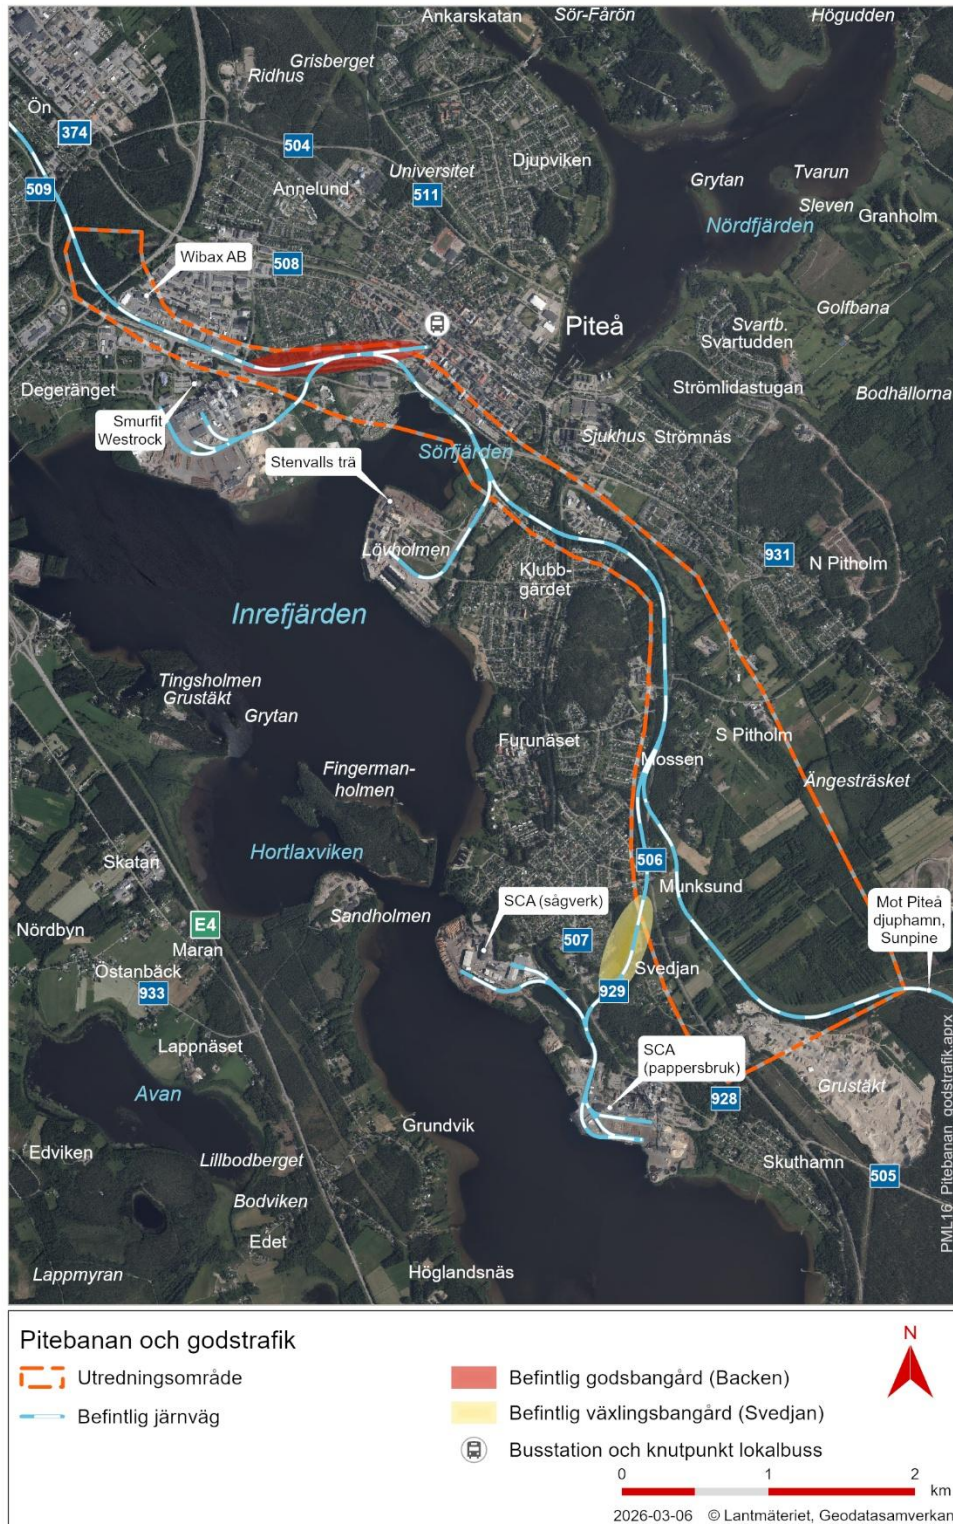 Ankarskatan
Sör-Fårön
Högudden
Grisberget
Ridhus
Ön
374
504
Universitet
Djupviken
Tvarun
509
Annelund
511
Grytan
Sleven
Granholm
Nördfjärden
Wibax AB
508
Golfbana
Piteå
Svartb.
Svartudden
Degeränget
Strömlidastugan
Bodhällorna
Smurfit
Westrock
Sjukhus
Strömnäs
Sörfjärden
Stenvalls trä
Lövholmen
931
N Pitholm
Klubb-
gärdet
Inrefjärden
Tingsholmen
Grustäkt
Grytan
S Pitholm
Furunäset
Mossen
Fingerman-
holmen
Ängesträsket
Hortlaxviken
506
Skatan
Munksund
SCA (sågverk)
Mot Piteå
djuphamn,
Sunpine
Sandholmen
E4
Nördbyn
Maran
507
Svedjan
Östanbäck
933
929
Lappnäset
SCA
(pappersbruk)
Avan
Grustäkt
928
Grundvik
Edviken
Lillbodberget
Skuthamn
505
Bodviken
Edet
Lappmyran
Höglandsnäs
PML16_Pitebanan_godstrafik.aprx
Pitebanan och godstrafik
N
Utredningsområde
Befintlig järnväg
Befintlig godsbangård (Backen)
Befintlig växlingsbangård (Svedjan)
Busstation och knutpunkt lokalbuss
0 1 2
km
2026-03-06 © Lantmäteriet, Geodatasamverkan